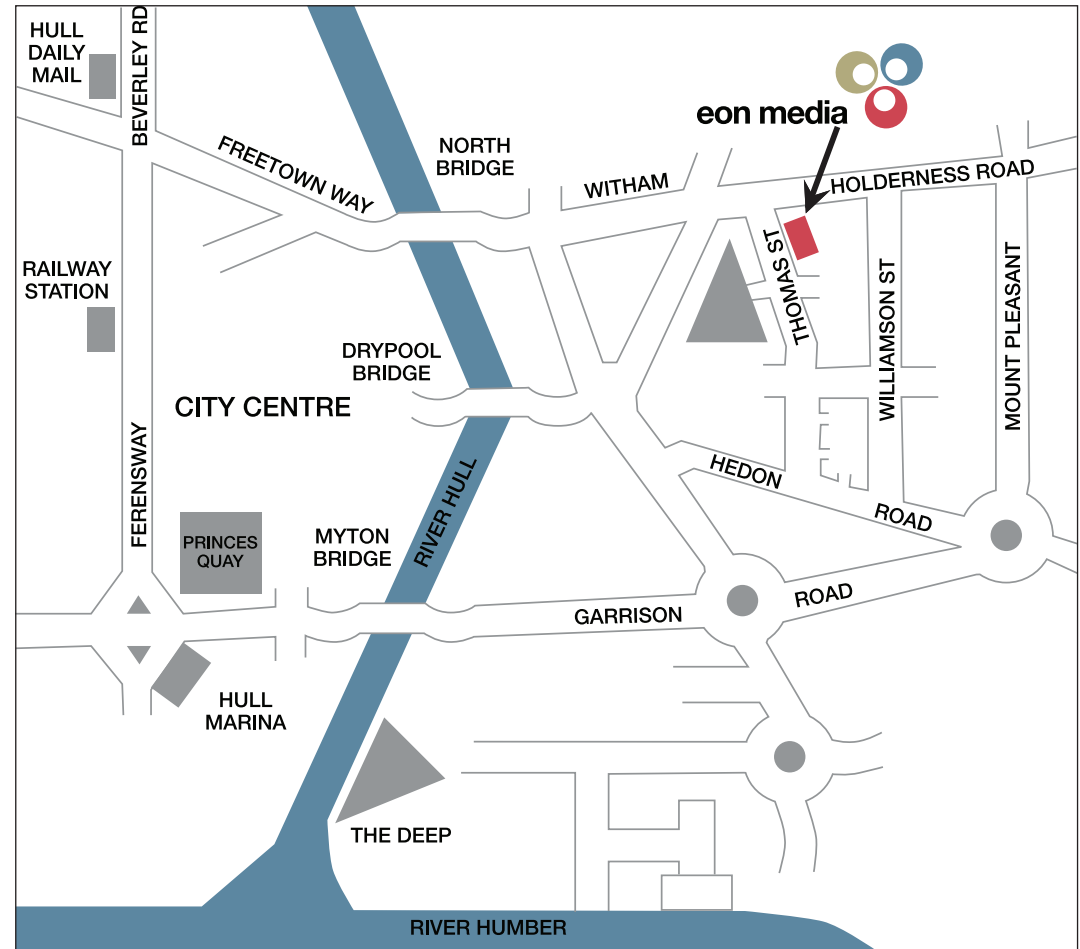 HULL
DAILY
MAIL
BEVERLEY RD
eon media
NORTH
BRIDGE
FREETOWN WAY
WITHAM
HOLDERNESS ROAD
RAILWAY
STATION
THOMAS ST
WILLIAMSON ST
MOUNT PLEASANT
DRYPOOL
BRIDGE
CITY CENTRE
FERENSWAY
RIVER HULL
HEDON
ROAD
PRINCES
QUAY
MYTON
BRIDGE
GARRISON
ROAD
HULL
MARINA
THE DEEP
RIVER HUMBER